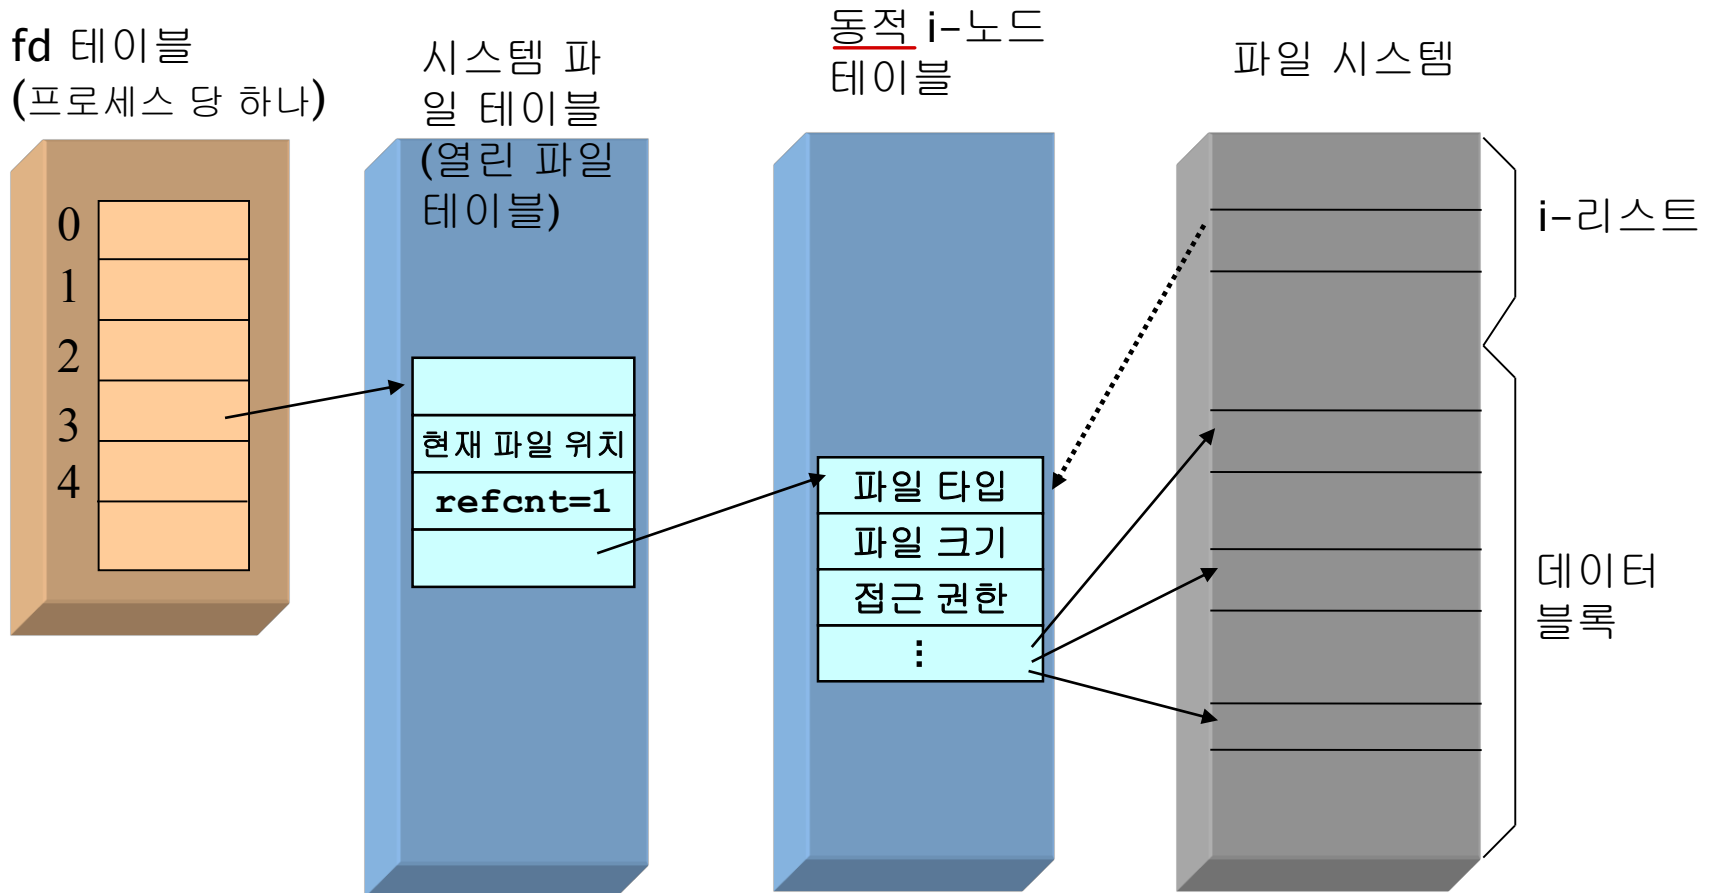 fd 테이블
(프로세스 당 하나)
0
1
2
3
4
시스템 파
일 테이블
(열린 파일
테이블)
현재 파일 위치
refcnt=1
동적 i-노드
테이블
파일 타입
파일 크기
접근 권한
⋮
파일 시스템
i-리스트
데이터
블록